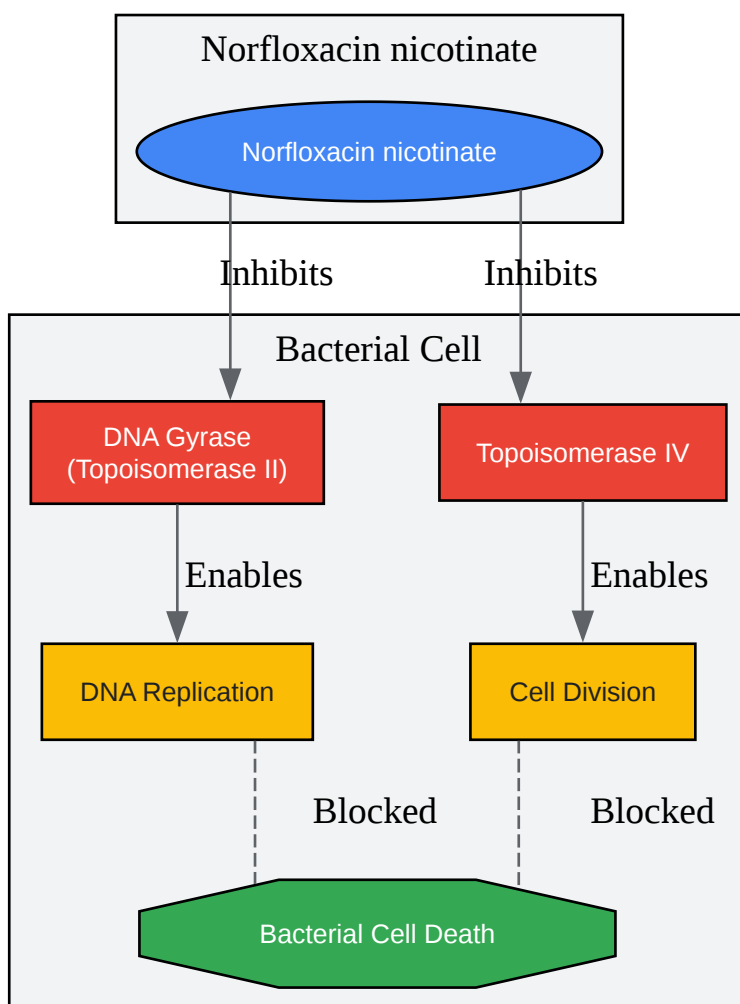 Norfloxacin nicotinate
Norfloxacin nicotinate
Inhibits
Inhibits
Bacterial Cell
DNA Gyrase
(Topoisomerase II)
Topoisomerase IV
Enables
Enables
DNA Replication
Cell Division
Blocked
Blocked
Bacterial Cell Death